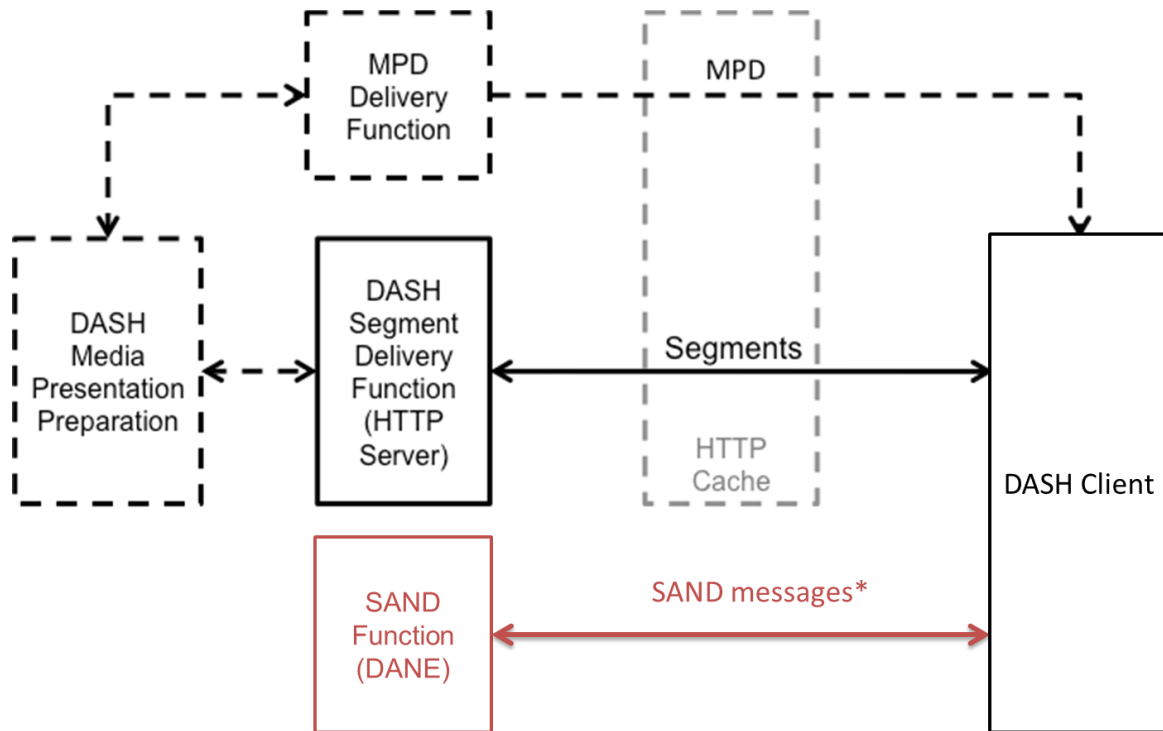 MPD
Delivery
Function
MPD
DASH
Media
Presentation
Preparation
DASH
Segment
Delivery
Function
(HTTP
Server)
Segments
HTTP
Cache
DASH Client
SAND
Function
(DANE)
SAND messages*